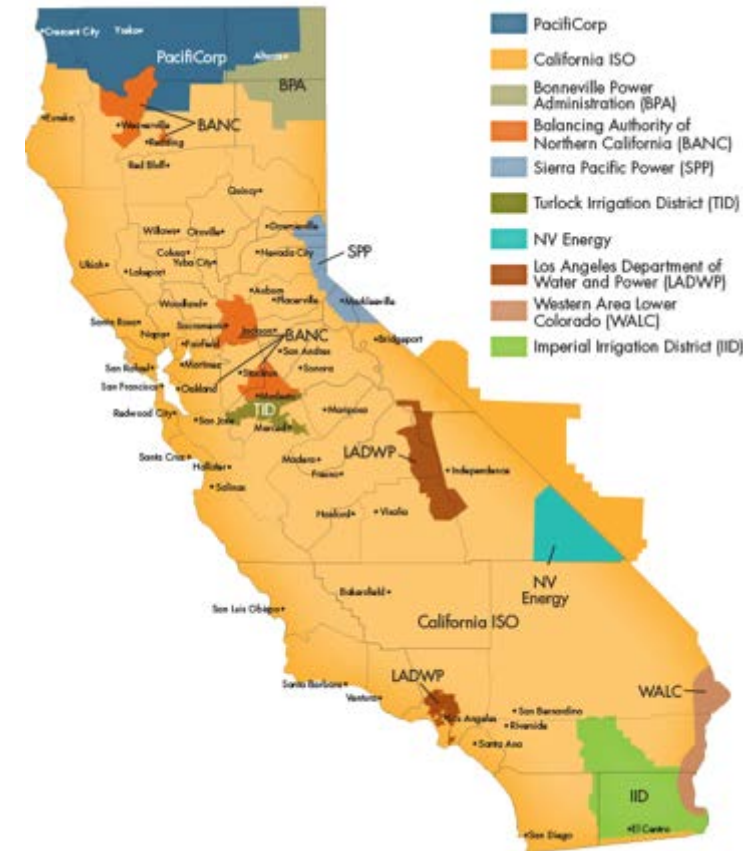 PacifiCorp
California ISO
Bonneville Power
Administration (BPA)
Balancing Authority of
Northern California (BANC)
Sierra Pacific Power (SPP)
Turlock Irrigation District (TID)
NV Energy
Los Angeles Department of
Water and Power (LADWP)
Western Area Lower
Colorado (WALC)
Imperial Irrigation District (IID)
Crescent City
Yreka
PacifiCorp
Alturas
BPA
Eureka
Weaverville
BANC
Redding
Red Bluff
Quincy
Willows
Oroville
Downieville
Colusa
Nevada City
SPP
Yuba City
Ukiah
Lakeport
Auburn
Woodland
Placerville
Markleeville
Santa Rosa
Sacramento
Jackson
BANC
Napa
Fairfield
San Andres
Bridgeport
San Rafael
Martinez
Stockton
Sonora
San Francisco
Oakland
Modesto
Redwood City
TID
Mariposa
San Jose
Merced
LADWP
Santa Cruz
Hollister
Madera
Independence
Fresno
Salinas
Hanford
Visalia
NV
Energy
Bakersfield
San Luis Obispo
California ISO
LADWP
Santa Barbara
Ventura
WALC
Los Angeles
San Bernardino
Riverside
Santa Ana
IID
El Centro
San Diego